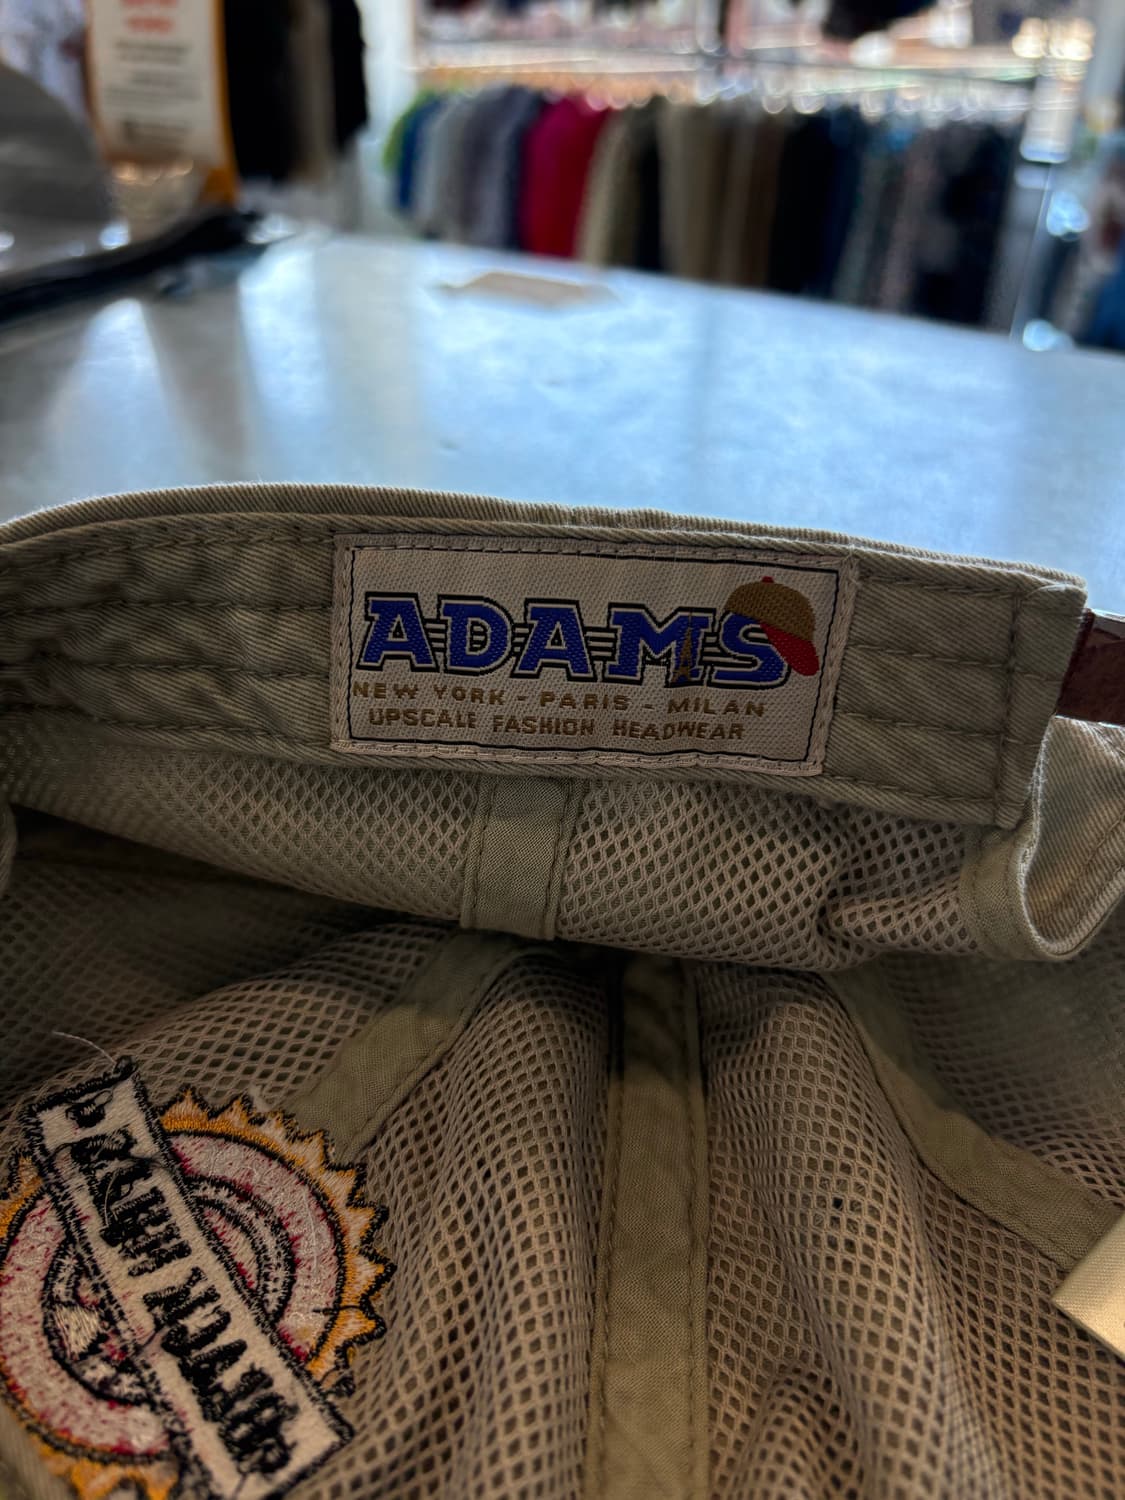 ADAMS
NEW YORK - PARIS - MILAN
UPSCALE FASHION HEADWEAR